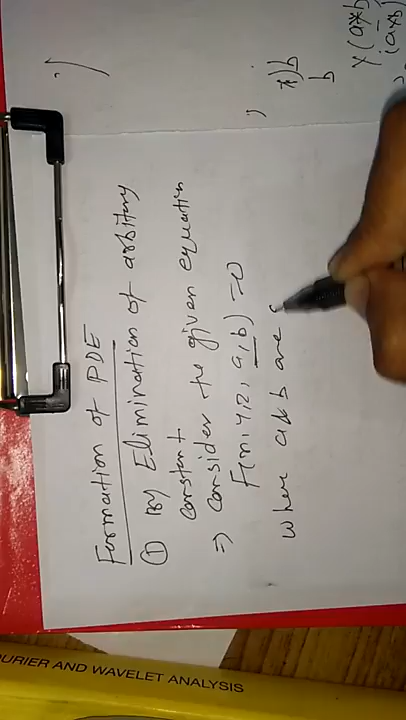 Formation of PDE
① By Elimination of arbitary
constant
⇒ Consider the given equation
F(x, y, z, a, b) = 0
where a & b are
x) b
b
x (a*b
(a*b)
OURIER AND WAVELET ANALYSIS